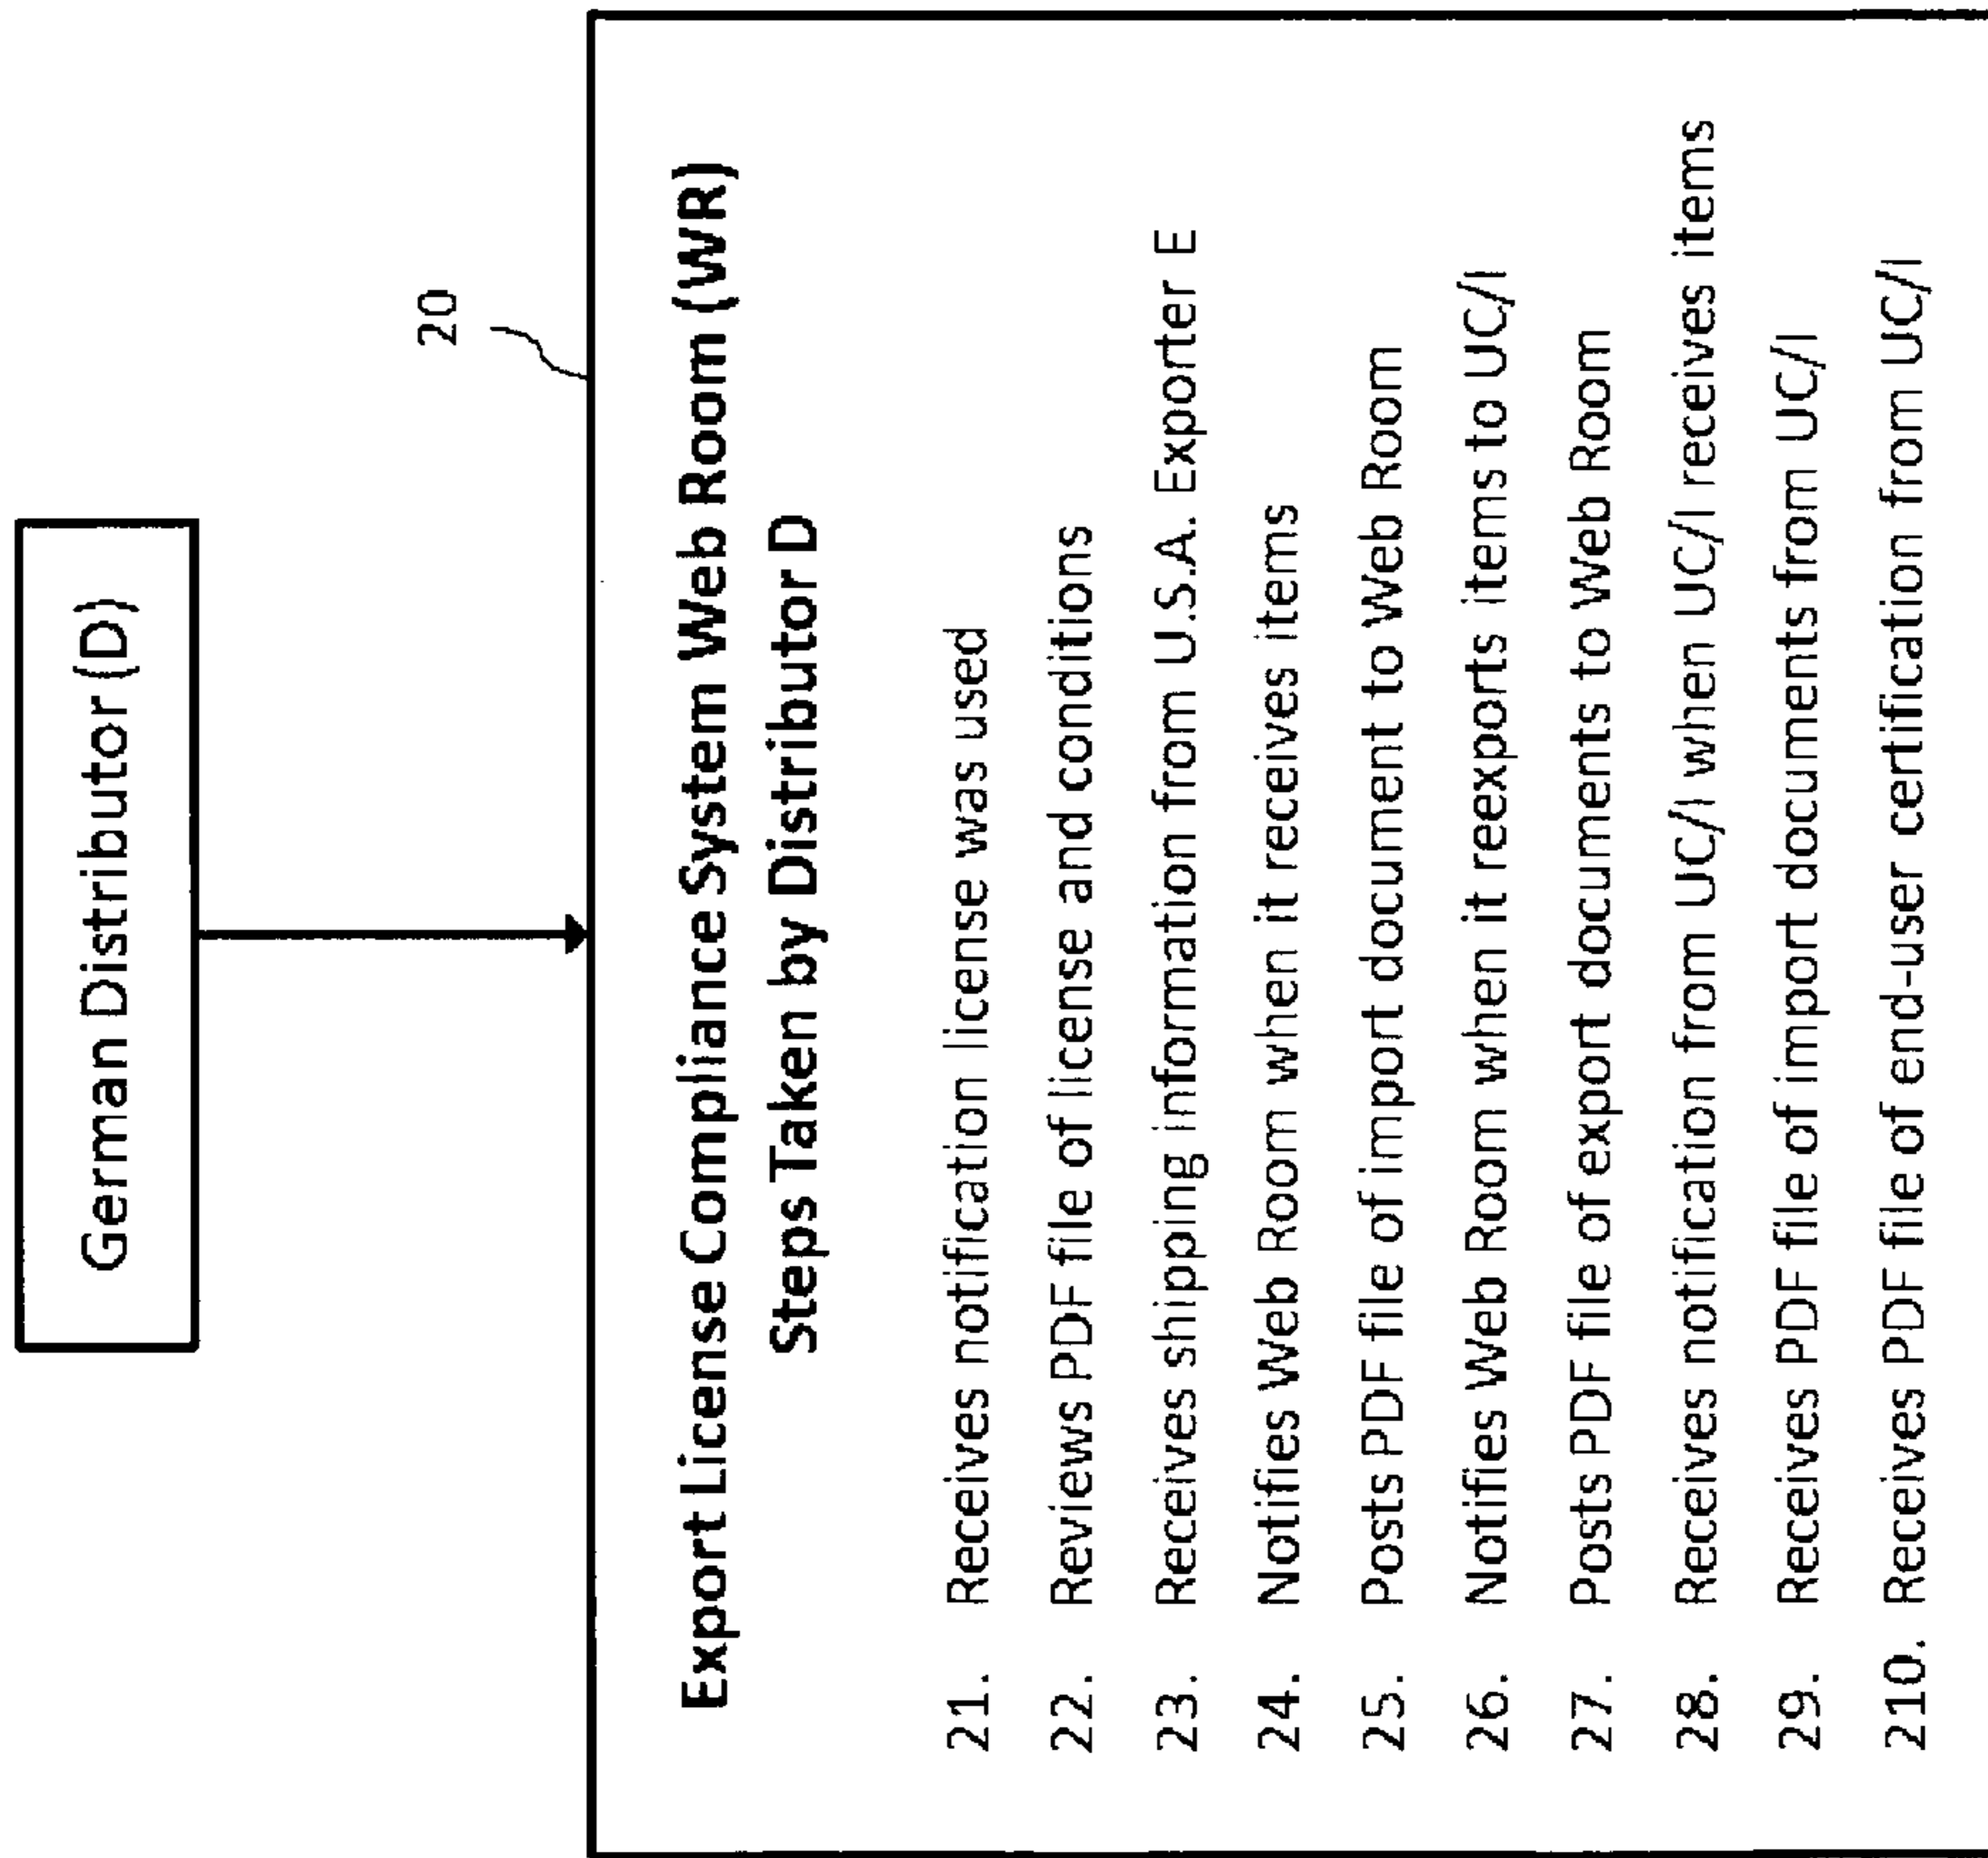 German Distributor (D)
20
Export License Compliance System Web Room (WR)
Steps Taken by Distributor D
21. Receives notification license was used
22. Reviews PDF file of license and conditions
23. Receives shipping information from U.S.A. Exporter E
24. Notifies Web Room when it receives items
25. Posts PDF file of import document to Web Room
26. Notifies Web Room when it reexports items to UC/I
27. Posts PDF file of export documents to Web Room
28. Receives notification from UC/I when UC/I receives items
29. Receives PDF file of import documents from UC/I
210. Receives PDF file of end-user certification from UC/I